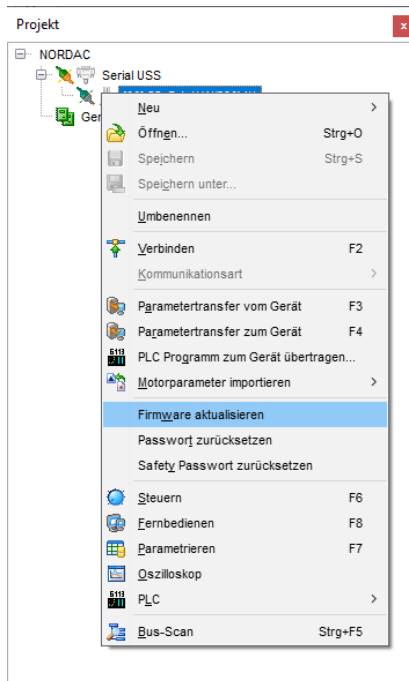 Projekt
x
NORDAC
Serial USS
Ger
Neu
Öffnen... Strg+O
Speichern Strg+S
Speichern unter...
Umbenennen
Verbinden F2
Kommunikationsart
Parametertransfer vom Gerät F3
Parametertransfer zum Gerät F4
PLC Programm zum Gerät übertragen...
Motorparameter importieren
Firmware aktualisieren
Passwort zurücksetzen
Safety Passwort zurücksetzen
Steuern F6
Fernbedienen F8
Parametrieren F7
Oszilloskop
PLC
Bus-Scan Strg+F5